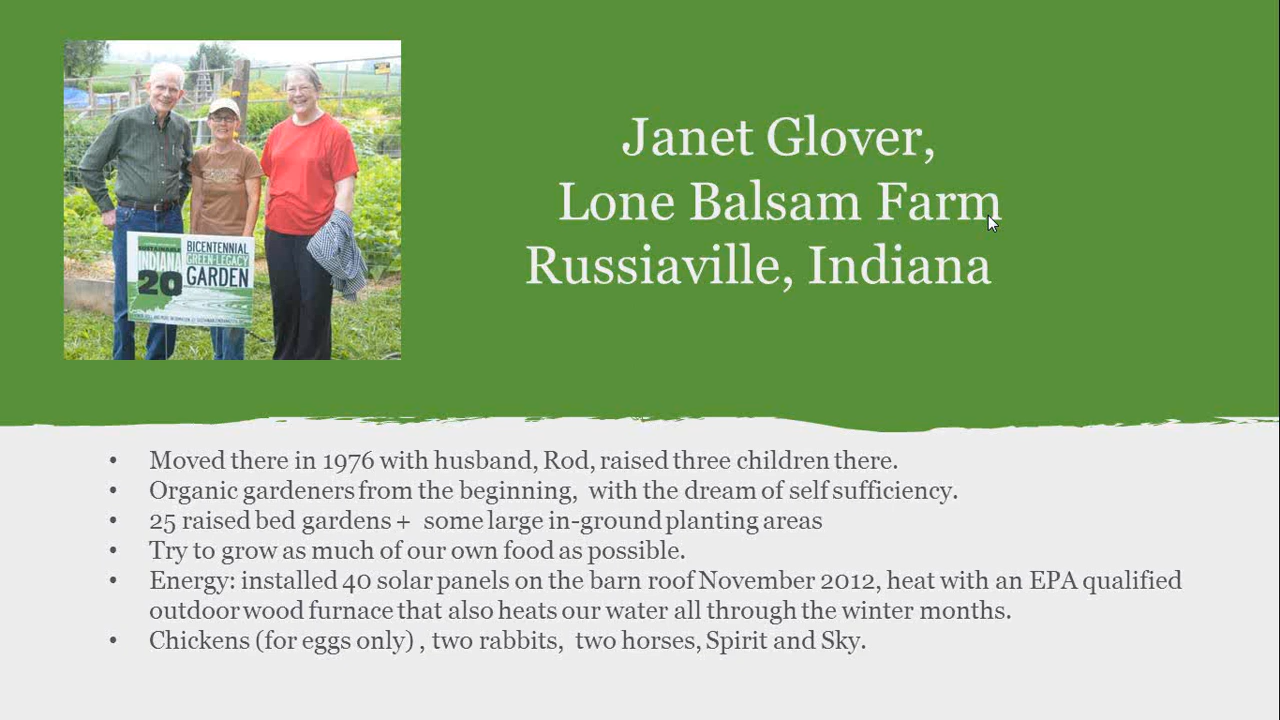 Janet Glover,
Lone Balsam Farm
Russiaville, Indiana
SUSTAINABLE
INDIANA
20
BICENTENNIAL
GREEN-LEGACY
GARDEN
• Moved there in 1976 with husband, Rod, raised three children there.
• Organic gardeners from the beginning, with the dream of self sufficiency.
• 25 raised bed gardens + some large in-ground planting areas
• Try to grow as much of our own food as possible.
• Energy: installed 40 solar panels on the barn roof November 2012, heat with an EPA qualified
outdoor wood furnace that also heats our water all through the winter months.
• Chickens (for eggs only) , two rabbits, two horses, Spirit and Sky.